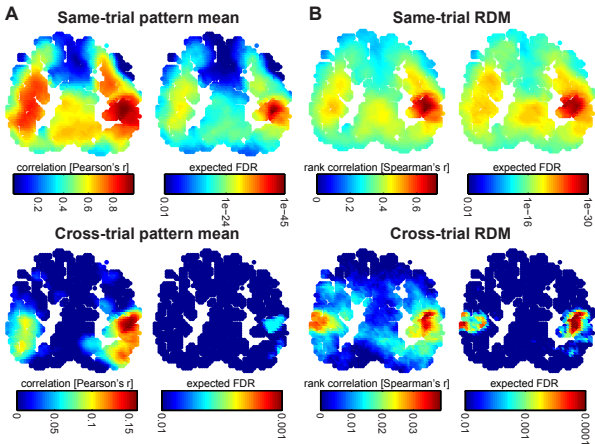 A
Same-trial pattern mean
correlation [Pearson's r]
0.2
0.4
0.6
0.8
expected FDR
0.01
1e−24
1e−45
B
Same-trial RDM
rank correlation [Spearman's r]
0.2
0.4
0.6
expected FDR
0.01
1e−16
1e−30
Cross-trial pattern mean
correlation [Pearson's r]
0
0.05
0.1
0.15
expected FDR
0.01
0.001
Cross-trial RDM
rank correlation [Spearman's r]
0
0.01
0.02
0.03
expected FDR
0.01
0.001
0.0001